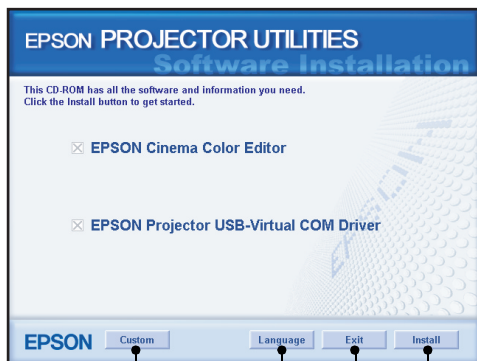 EPSON PROJECTOR UTILITIES
Software Installation
This CD-ROM has all the software and information you need.
Click the Install button to get started.
EPSON Cinema Color Editor
EPSON Projector USB-Virtual COM Driver
EPSON
EPSON Custom Language Exit Install